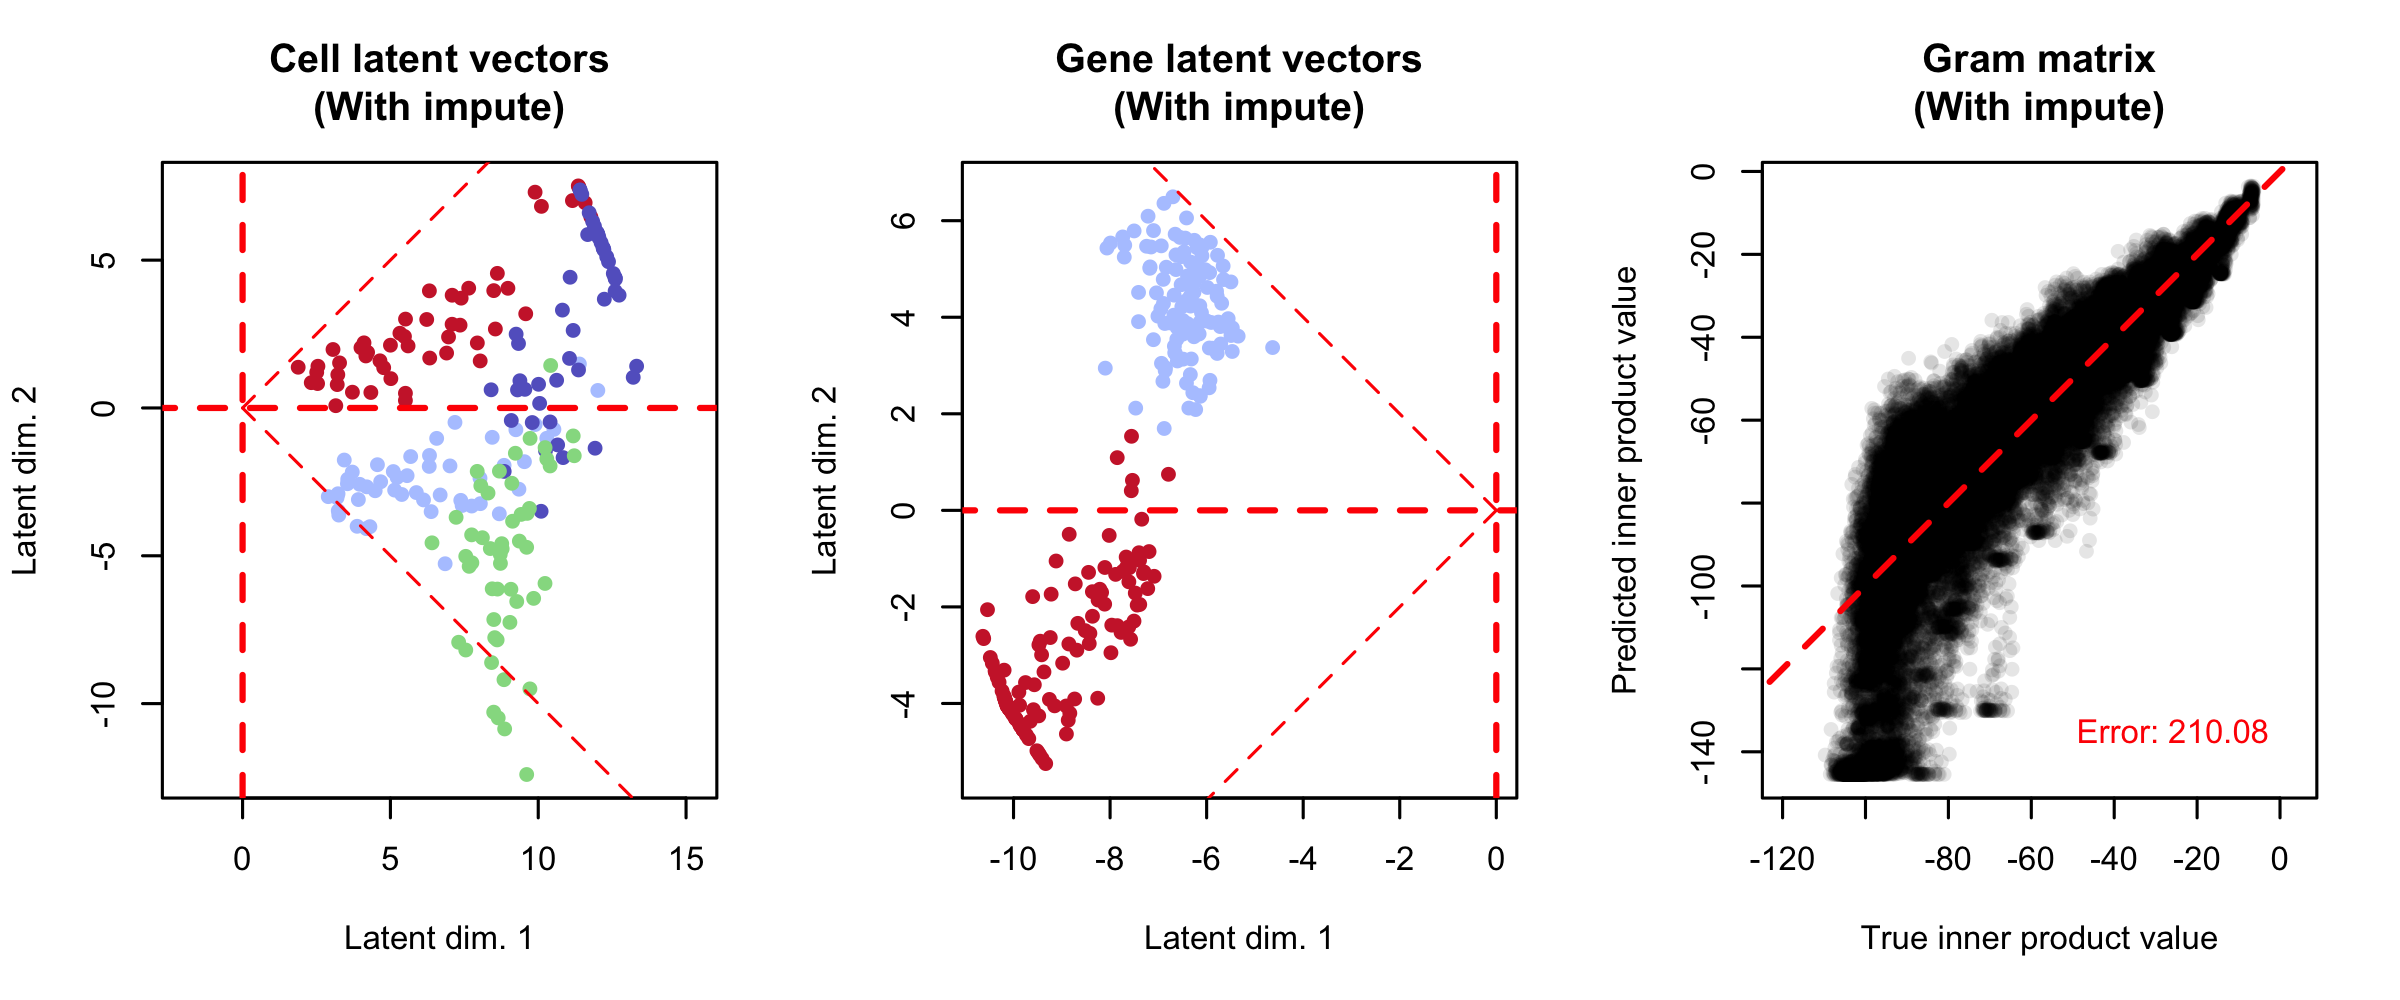 Cell latent vectors
(With impute)
Latent dim. 2
5
0
-5
-10
0 5 10 15
Latent dim. 1
Gene latent vectors
(With impute)
Latent dim. 2
6
4
2
0
-2
-4
-10 -8 -6 -4 -2 0
Latent dim. 1
Gram matrix
(With impute)
Predicted inner product value
0
-20
-40
-60
-100
-140
Error: 210.08
-120 -80 -60 -40 -20 0
True inner product value